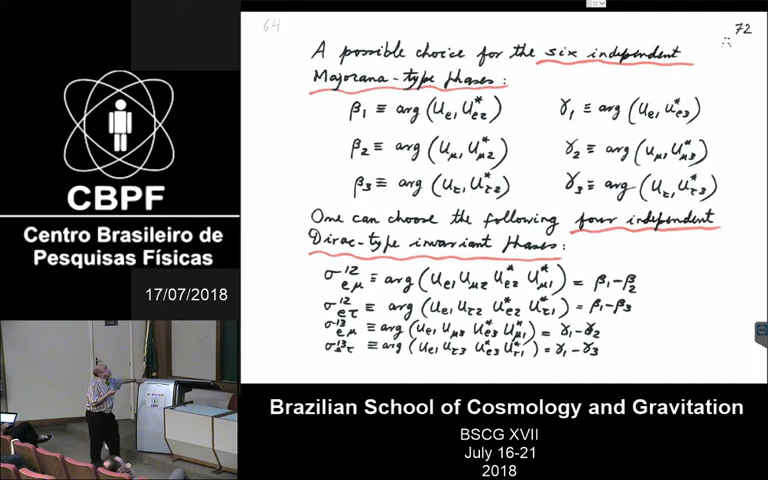 64
72
A possible choice for the six independent
Majorana-type phases:
β₁ ≡ arg (Ue₁ U*e₂) γ₁ ≡ arg (Ue₁ U*e₃)
β₂ ≡ arg (Uμ₁ U*μ₂) γ₂ ≡ arg (Uμ₁ U*μ₃)
β₃ ≡ arg (Uτ₁ U*τ₂) γ₃ ≡ arg (Uτ₁ U*τ₃)
One can choose the following four independent
Dirac-type invariant phases:
σ¹²eμ ≡ arg (Ue₁ Uμ₂ U*e₂ U*μ₁) = β₁-β₂
σ¹²eτ ≡ arg (Ue₁ Uτ₂ U*e₂ U*τ₁) = β₁-β₃
σ¹³eμ ≡ arg (Ue₁ Uμ₃ U*e₃ U*μ₁) = γ₁-γ₂
≡ arg (Ue₁ Uτ₃ U*e₃ U*τ₁) = γ₁-γ₃
CBPF
Centro Brasileiro de
Pesquisas Físicas
17/07/2018
CBPF
Brazilian School of Cosmology and Gravitation
BSCG XVII
July 16-21
2018